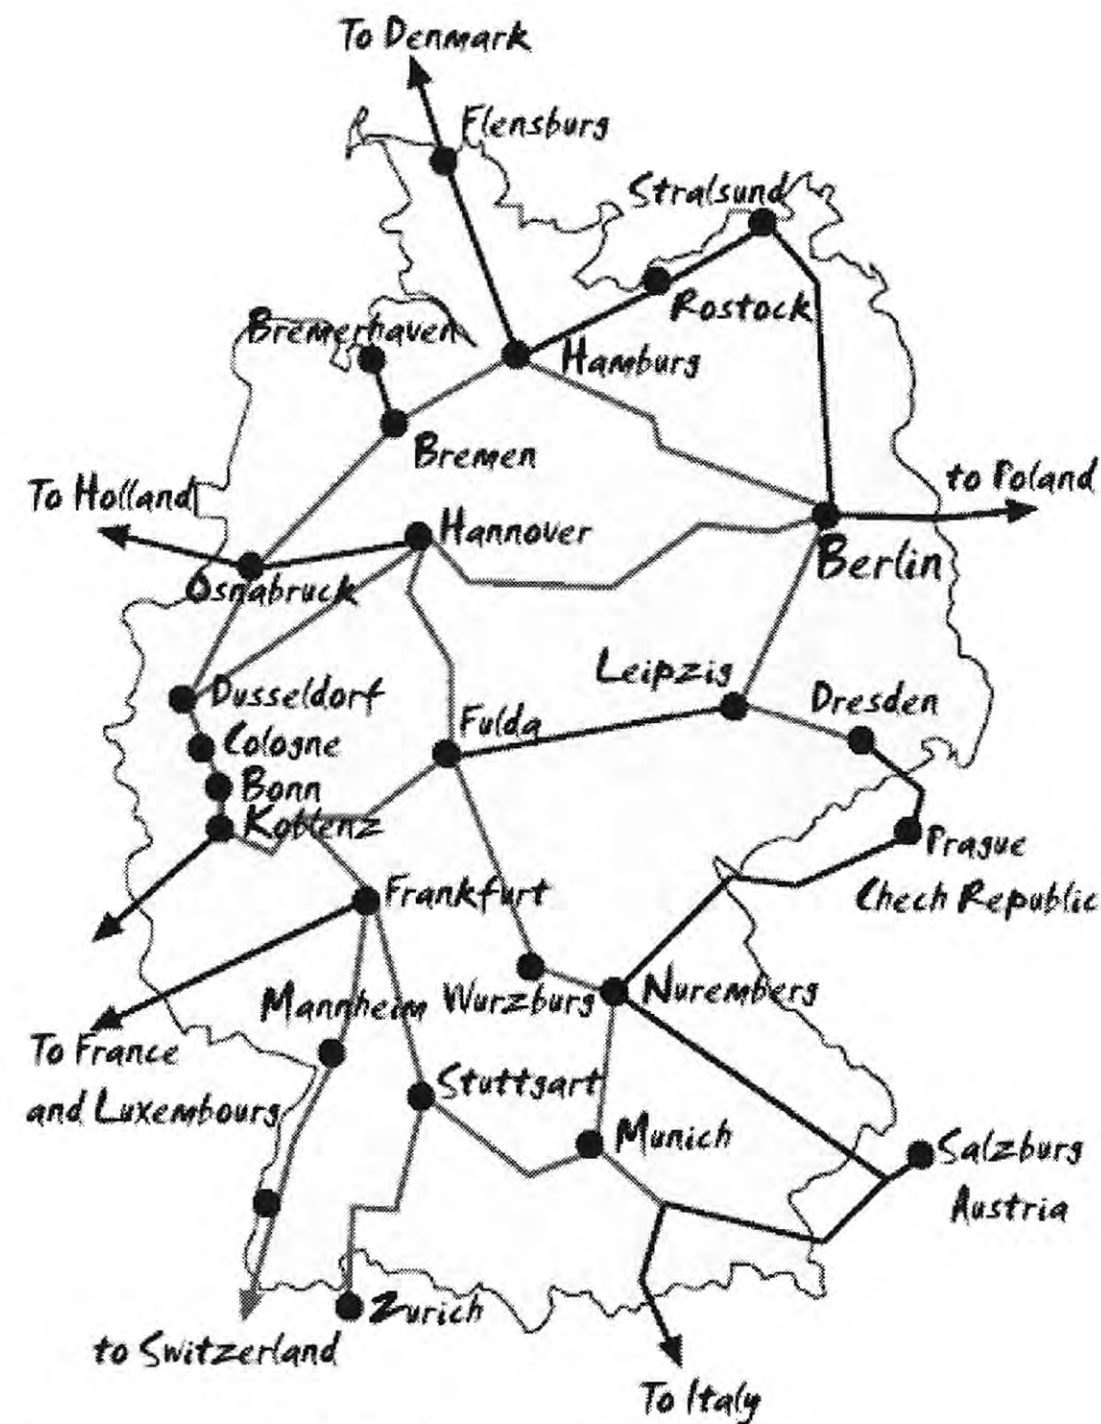 To Denmark
Flensburg
Stralsund
Rostock
Bremerhaven
Hamburg
Bremen
to Poland
To Holland
Hannover
Berlin
Osnabruck
Leipzig
Dusseldorf
Dresden
Fulda
Cologne
Bonn
Koblenz
Prague
Chech Republic
Frankfurt
Mannheim
Wurzburg
Nuremberg
To France
and Luxembourg
Stuttgart
Munich
Salzburg
Austria
Zurich
to Switzerland
To Italy